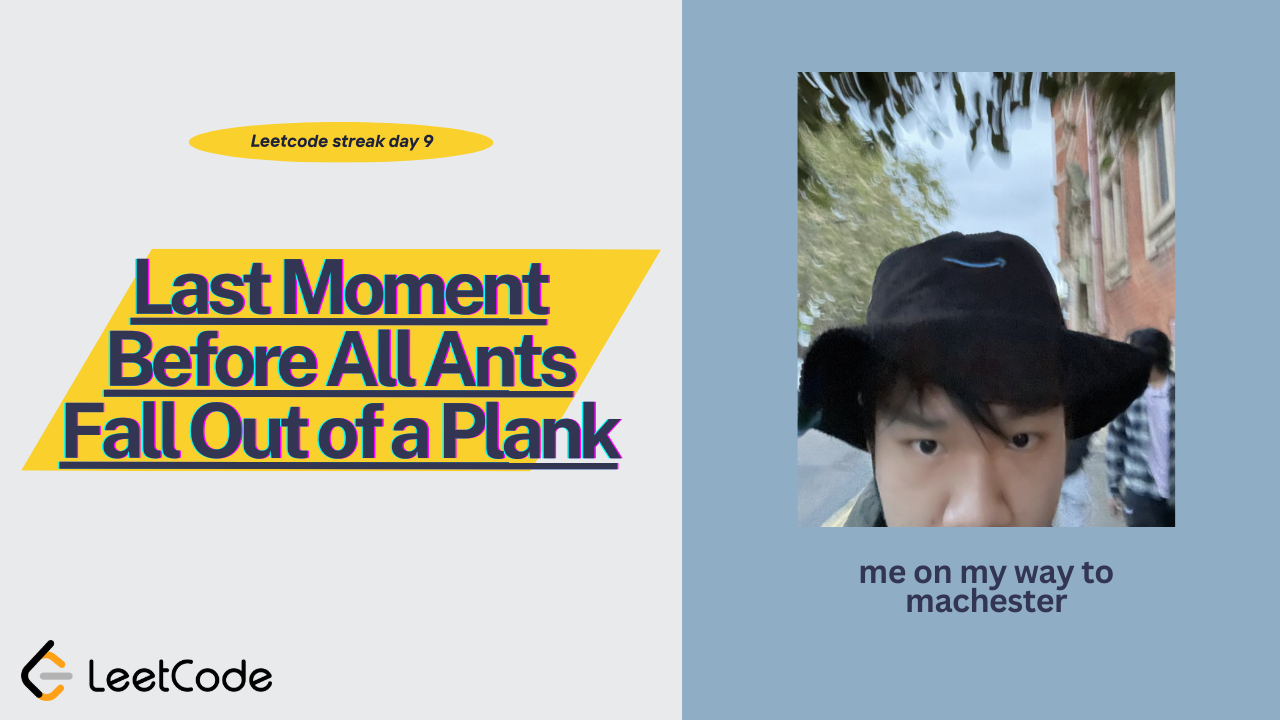 Leetcode streak day 9
Last Moment
Before All Ants
Fall Out of a Plank
LeetCode
me on my way to
machester